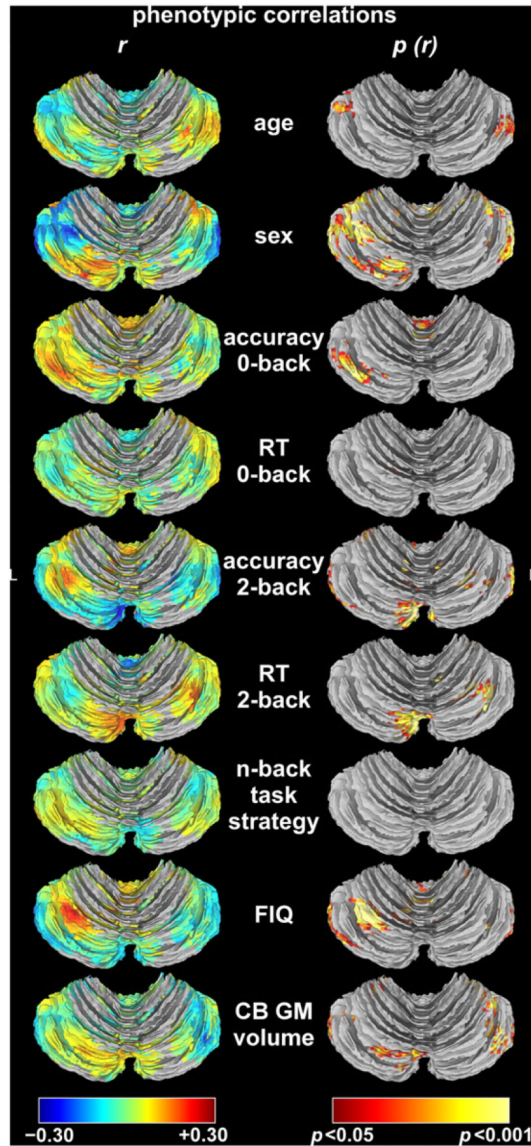 phenotypic correlations
r p (r)
age
sex
accuracy
0-back
RT
0-back
accuracy
2-back
L
RT
2-back
n-back
task
strategy
FIQ
CB GM
volume
−0.30 +0.30 p<0.05 p<0.001